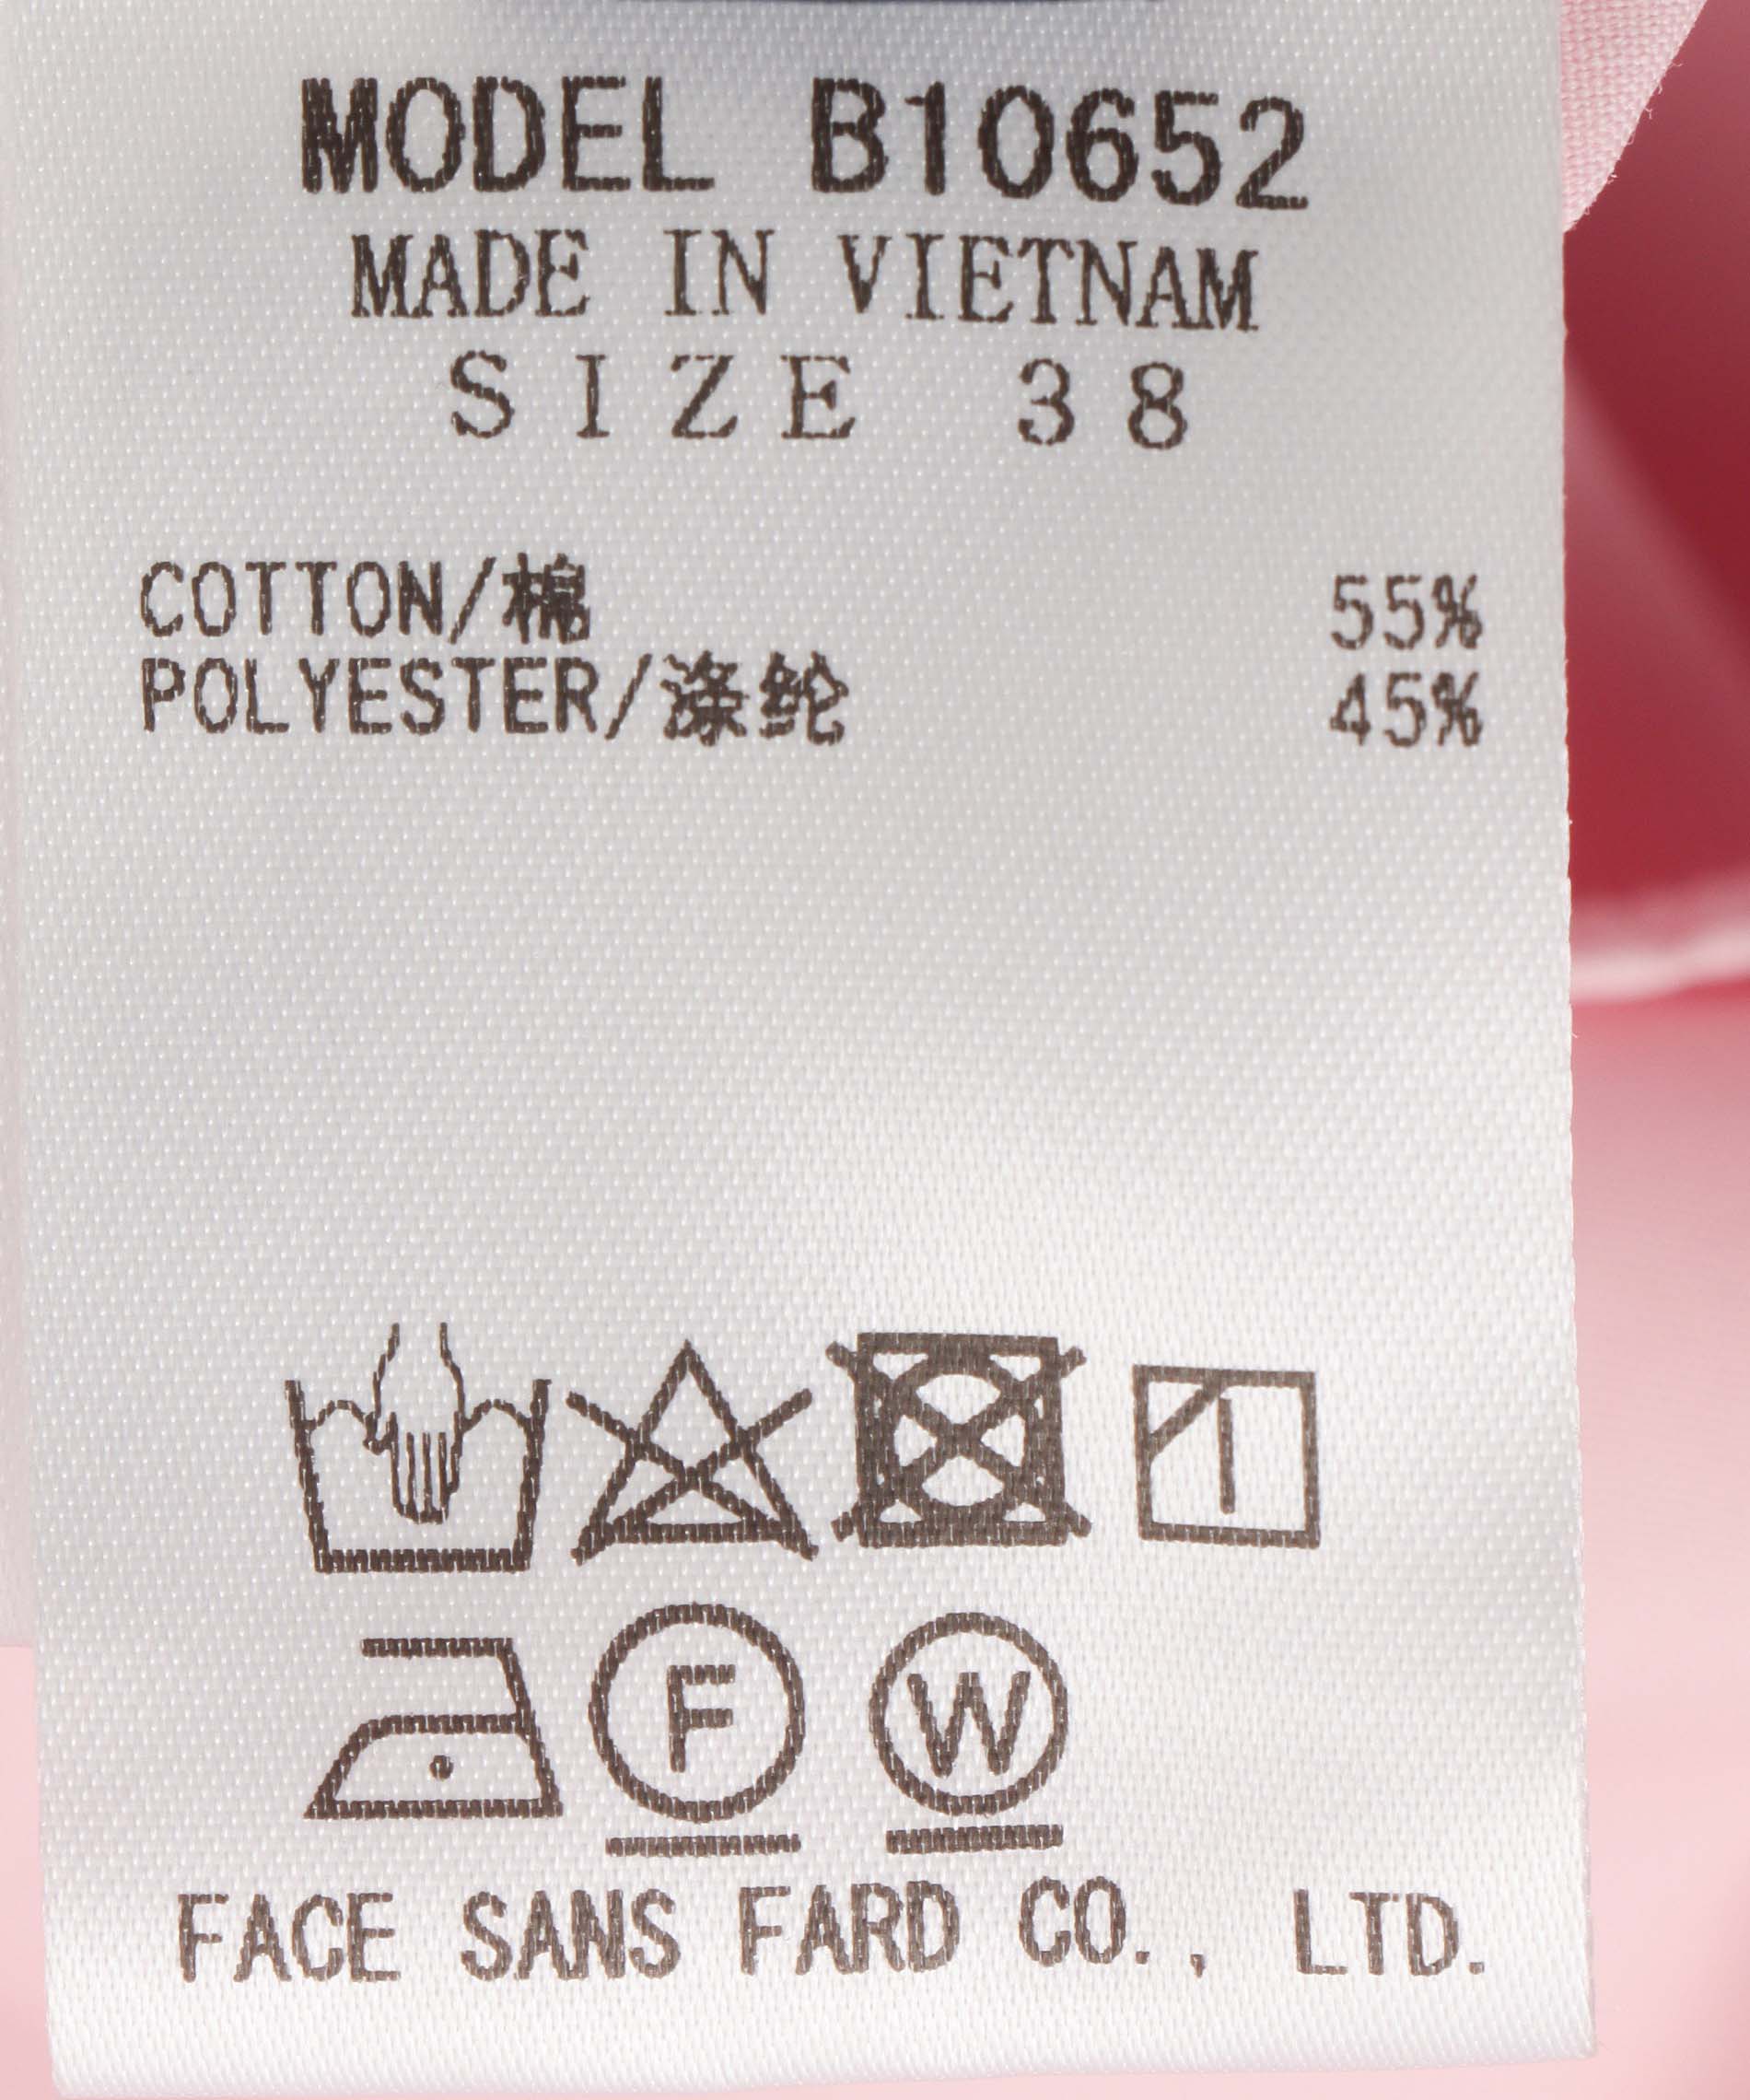 MODEL B10652
MADE IN VIETNAM
SIZE 38
COTTON/棉 55%
POLYESTER/涤纶 45%
F W
FACE SANS FARD CO., LTD.